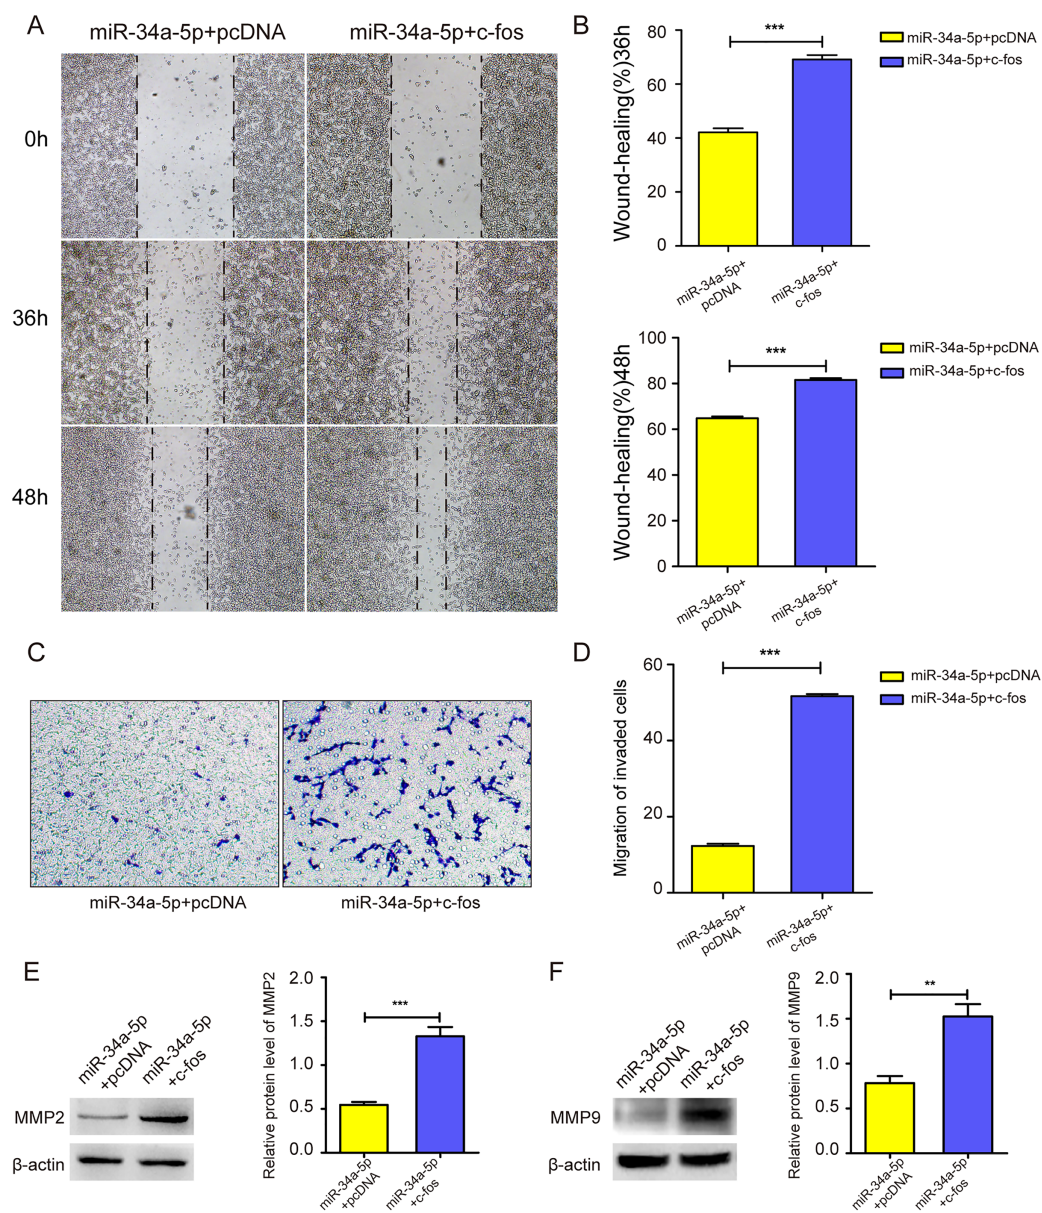 A
miR-34a-5p+pcDNA
miR-34a-5p+c-fos
0h
36h
48h
B
Wound-healing(%)36h
80
60
40
20
0
***
miR-34a-5p+
pcDNA
miR-34a-5p+
c-fos
miR-34a-5p+pcDNA
miR-34a-5p+c-fos
Wound-healing(%)48h
100
80
60
40
20
0
***
miR-34a-5p+
pcDNA
miR-34a-5p+
c-fos
miR-34a-5p+pcDNA
miR-34a-5p+c-fos
C
miR-34a-5p+pcDNA
miR-34a-5p+c-fos
D
Migration of invaded cells
60
40
20
0
***
miR-34a-5p+
pcDNA
miR-34a-5p+
c-fos
miR-34a-5p+pcDNA
miR-34a-5p+c-fos
E
miR-34a-5p
+pcDNA
miR-34a-5p
+c-fos
MMP2
β-actin
Relative protein level of MMP2
2.0
1.5
1.0
0.5
0.0
***
miR-34a-5p
+pcDNA
miR-34a-5p
+c-fos
F
miR-34a-5p
+pcDNA
miR-34a-5p
+c-fos
MMP9
β-actin
Relative protein level of MMP9
2.0
1.5
1.0
0.5
0.0
**
miR-34a-5p
+pcDNA
miR-34a-5p
+c-fos